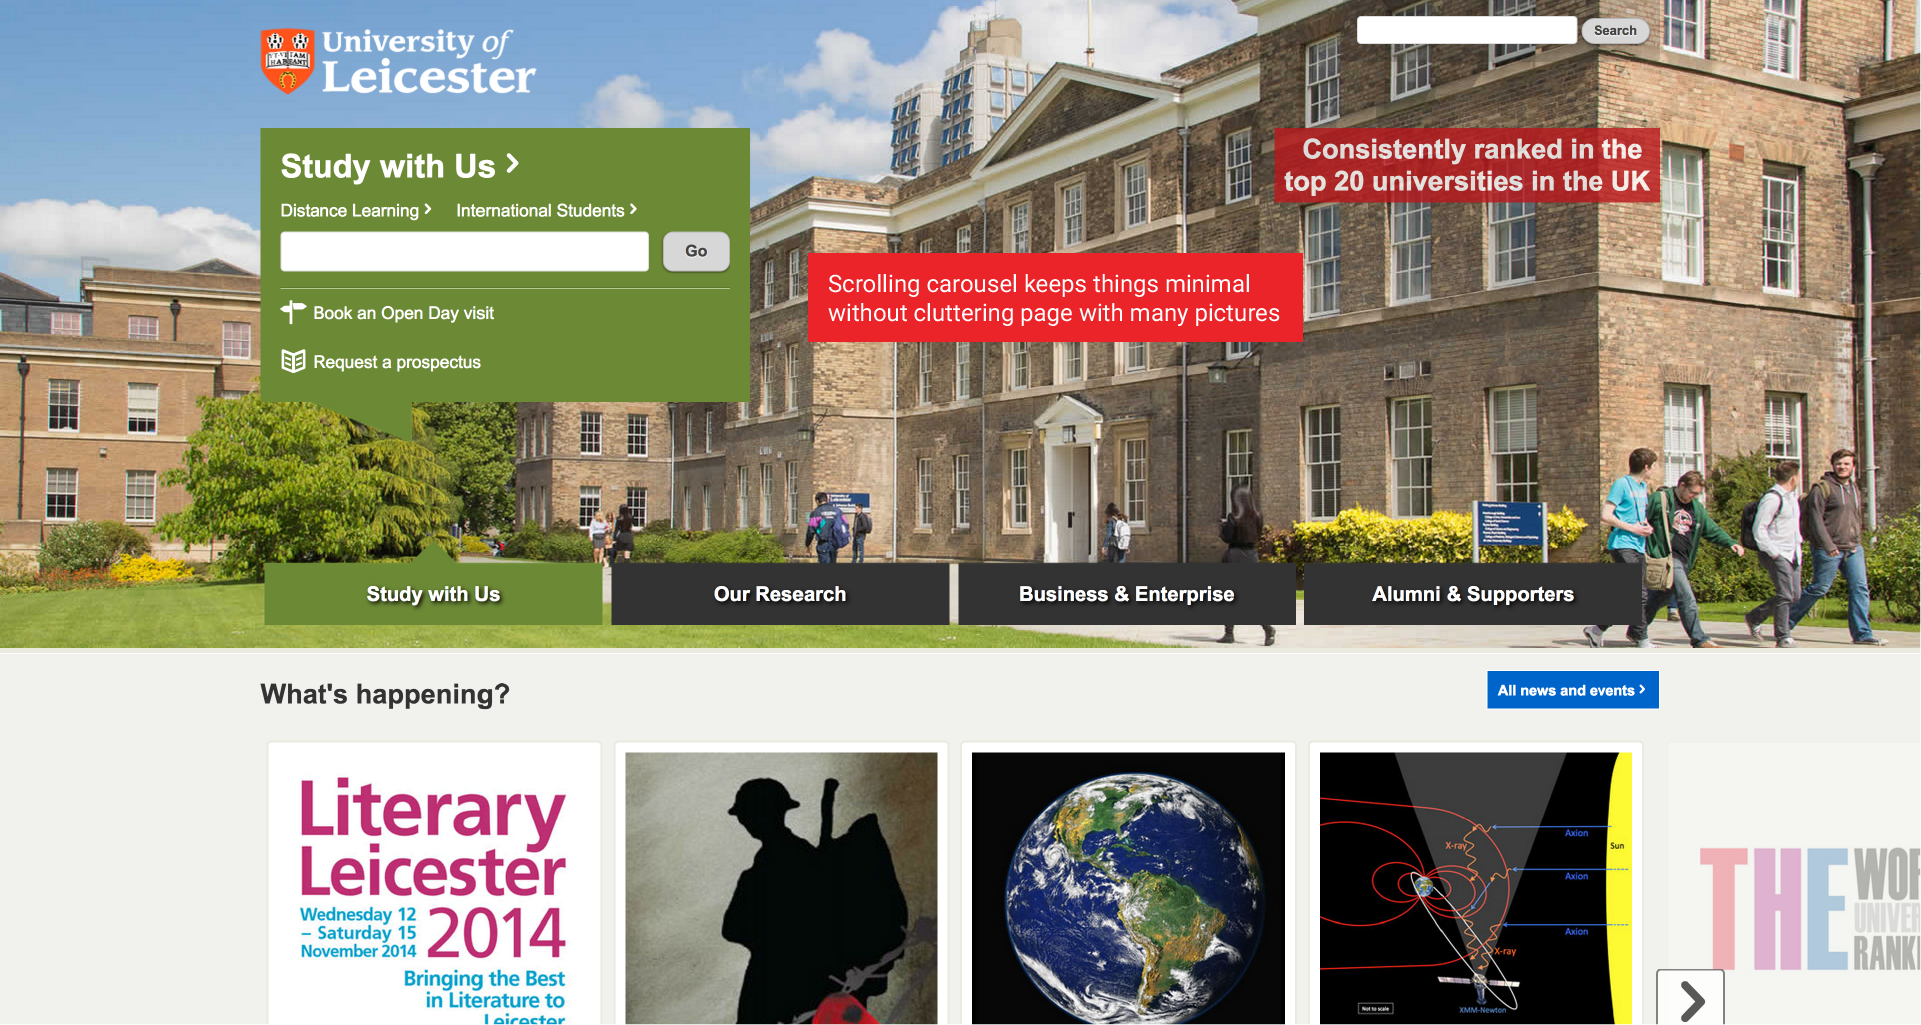 University of
Leicester
Search
Study with Us
Consistently ranked in the
top 20 universities in the UK
Distance Learning
International Students
Go
Scrolling carousel keeps things minimal
without cluttering page with many pictures
Book an Open Day visit
Request a prospectus
University of
Leicester
Study with Us
Our Research
Business & Enterprise
Alumni & Supporters
What's happening?
All news and events
Literary
Leicester
Wednesday 12
– Saturday 15
November 2014
2014
Bringing the Best
in Literature to
Leicester
Axion
X-ray
Sun
Axion
Axion
X-ray
Not to scale
XMM-Newton
THE